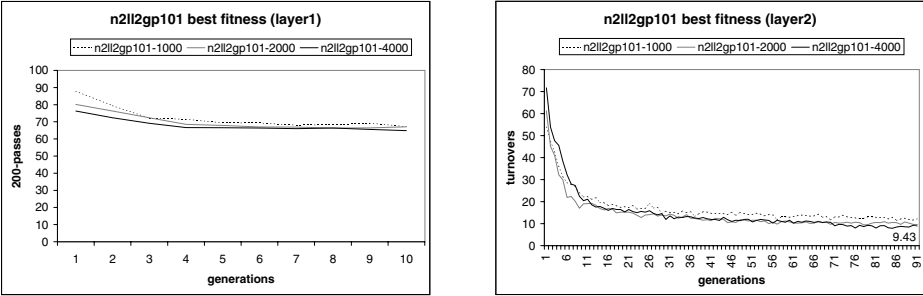 n2ll2gp101 best fitness (layer1)
n2ll2gp101-1000 n2ll2gp101-2000 n2ll2gp101-4000
200-passes
100
90
80
70
60
50
40
30
20
10
0
1 2 3 4 5 6 7 8 9 10
generations
n2ll2gp101 best fitness (layer2)
n2ll2gp101-1000 n2ll2gp101-2000 n2ll2gp101-4000
turnovers
80
70
60
50
40
30
20
10
0
9.43
1 6 11 16 21 26 31 36 41 46 51 56 61 66 71 76 81 86 91
generations